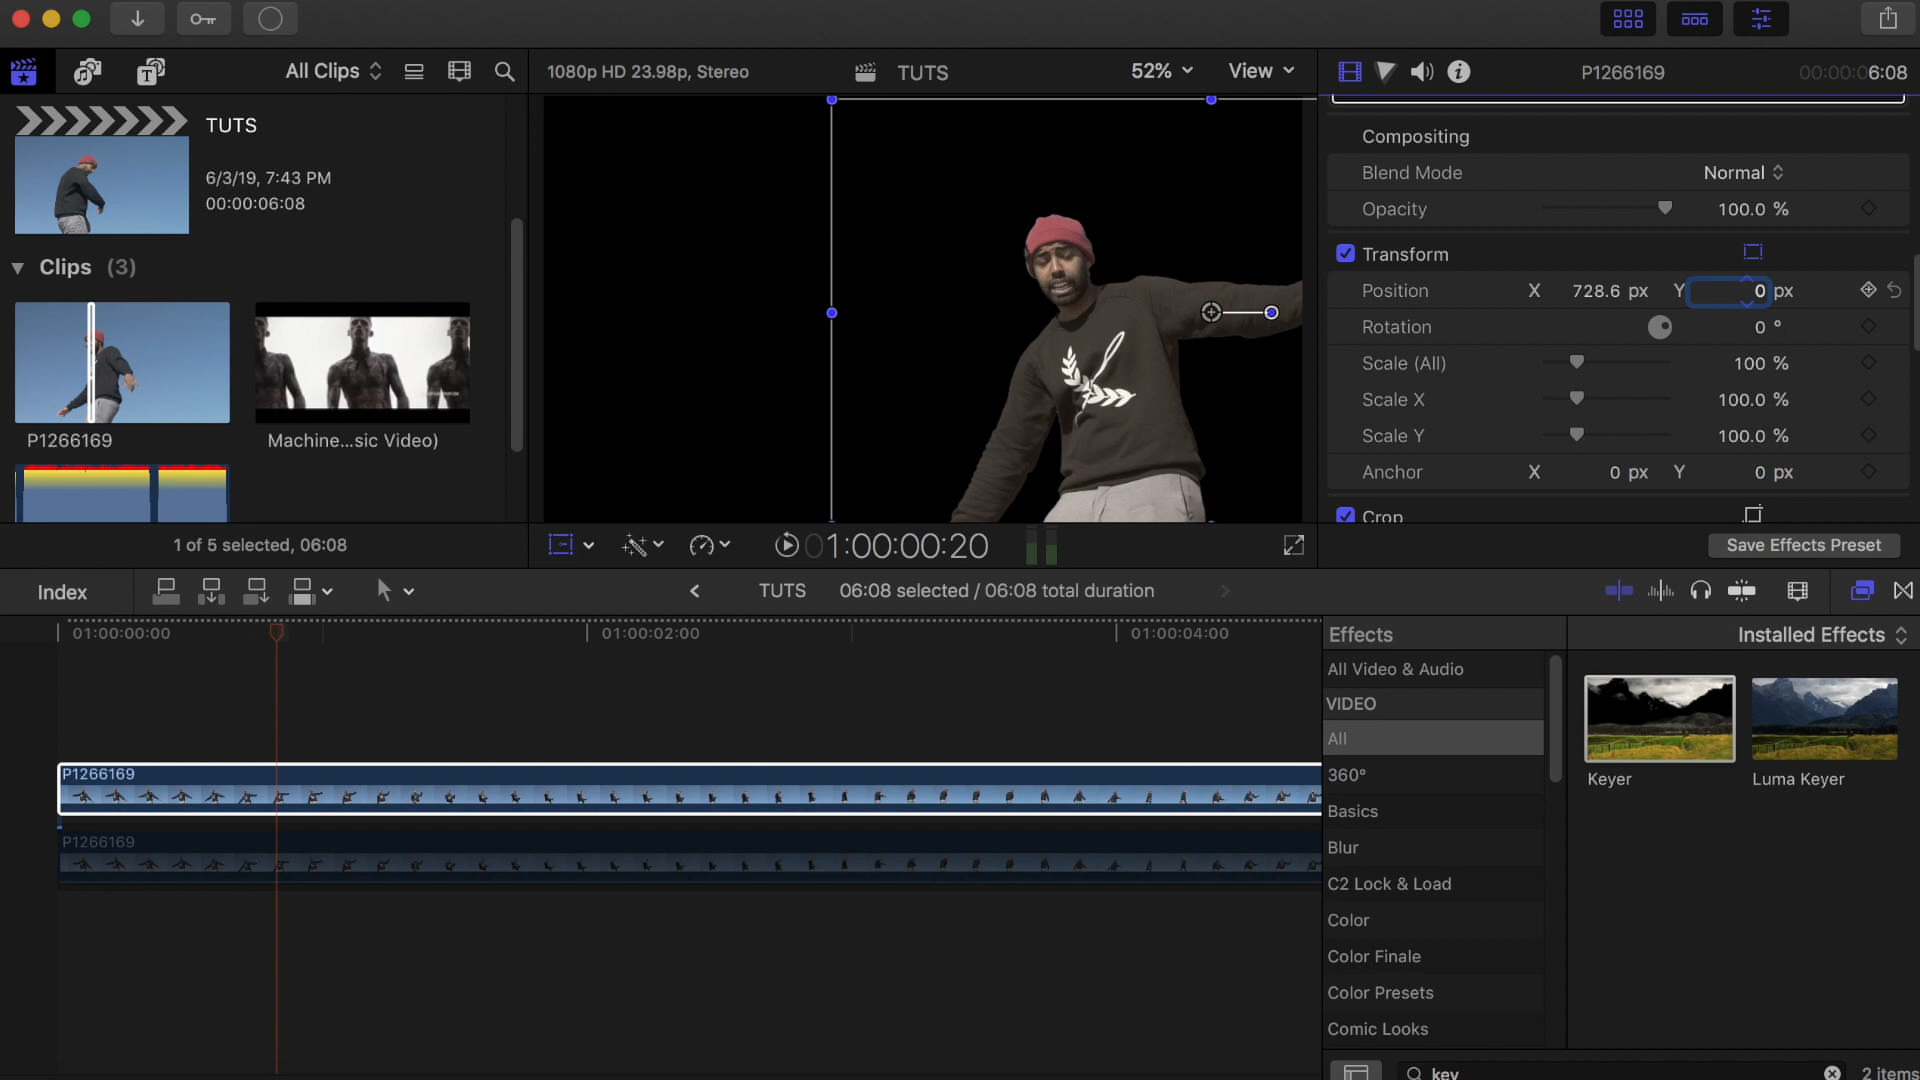 All Clips
1080p HD 23.98p, Stereo
TUTS
52%
View
P1266169
00:00:06:08
TUTS
6/3/19, 7:43 PM
00:00:06:08
Clips (3)
P1266169
Machine...sic Video)
1 of 5 selected, 06:08
01:00:00:20
Compositing
Blend Mode Normal
Opacity 100.0 %
Transform
Position X 728.6 px Y 0 px
Rotation 0 °
Scale (All) 100 %
Scale X 100.0 %
Scale Y 100.0 %
Anchor X 0 px Y 0 px
Crop
Save Effects Preset
Index
TUTS
06:08 selected / 06:08 total duration
01:00:00:00
01:00:02:00
01:00:04:00
P1266169
P1266169
Effects
Installed Effects
All Video & Audio
VIDEO
All
360°
Basics
Blur
C2 Lock & Load
Color
Color Finale
Color Presets
Comic Looks
Keyer
Luma Keyer
key
2 items